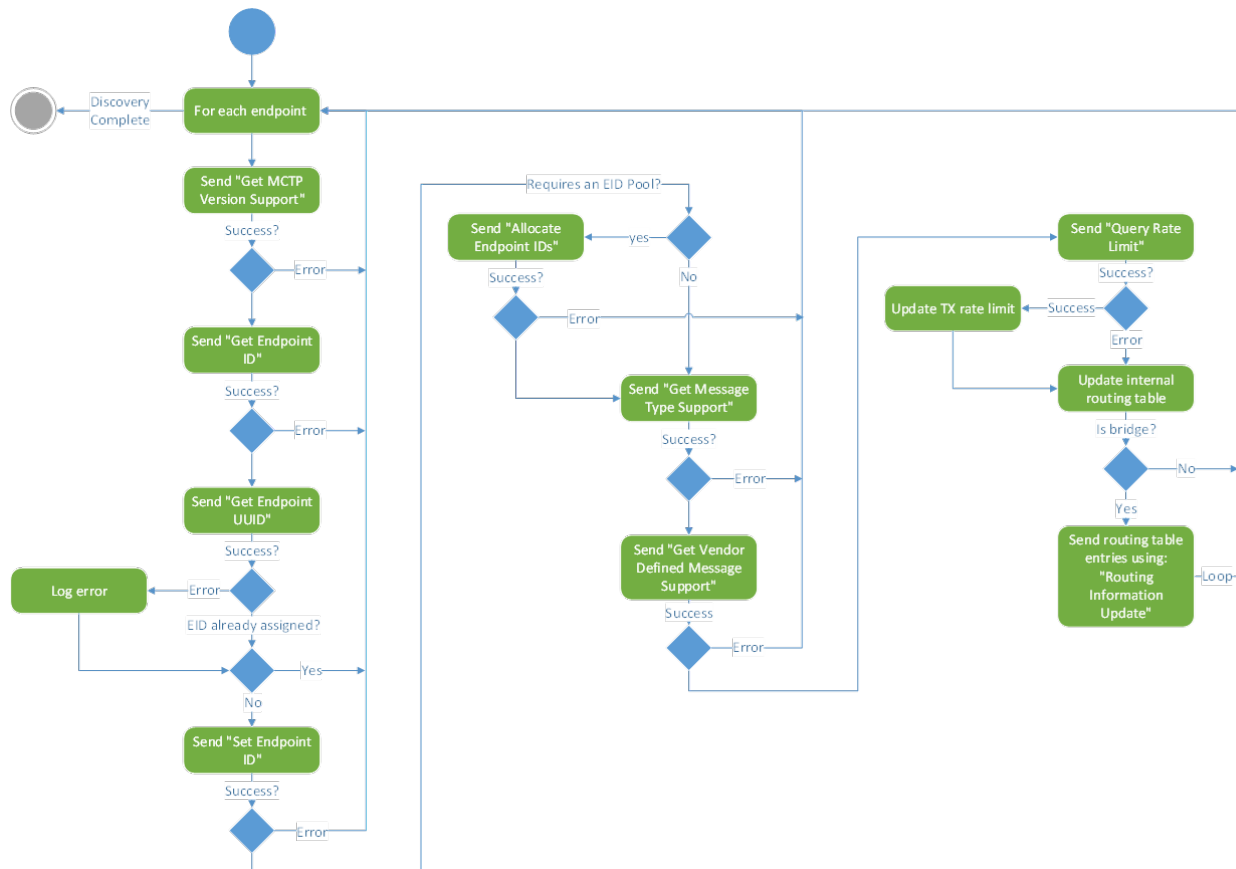 Discovery
Complete
For each endpoint
Send "Get MCTP
Version Support"
Success?
Error
Send "Get Endpoint
ID"
Success?
Error
Send "Get Endpoint
UUID"
Success?
Log error
Error
EID already assigned?
Yes
No
Send "Set Endpoint
ID"
Success?
Error
Requires an EID Pool?
Send "Allocate
Endpoint IDs"
yes
No
Success?
Error
Send "Get Message
Type Support"
Success?
Error
Send "Get Vendor
Defined Message
Support"
Success
Error
Send "Query Rate
Limit"
Success?
Update TX rate limit
Success
Error
Update internal
routing table
Is bridge?
No
Yes
Send routing table
entries using:
"Routing
Information
Update"
Loop